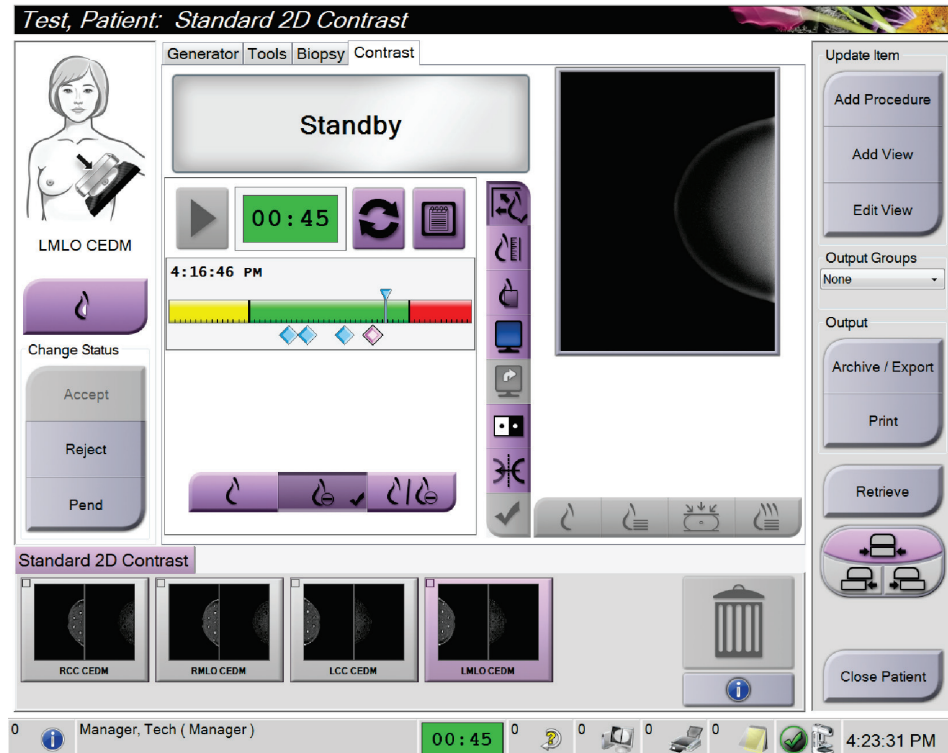 Test, Patient: Standard 2D Contrast
Generator Tools Biopsy Contrast
Standby
00:45
4:16:46 PM
LMLO CEDM
Change Status
Accept
Reject
Pend
Update Item
Add Procedure
Add View
Edit View
Output Groups
None
Output
Archive / Export
Print
Retrieve
Close Patient
Standard 2D Contrast
RCC CEDM
RMLO CEDM
LCC CEDM
LMLO CEDM
0 Manager, Tech ( Manager ) 00:45 0 0 0 0 4:23:31 PM